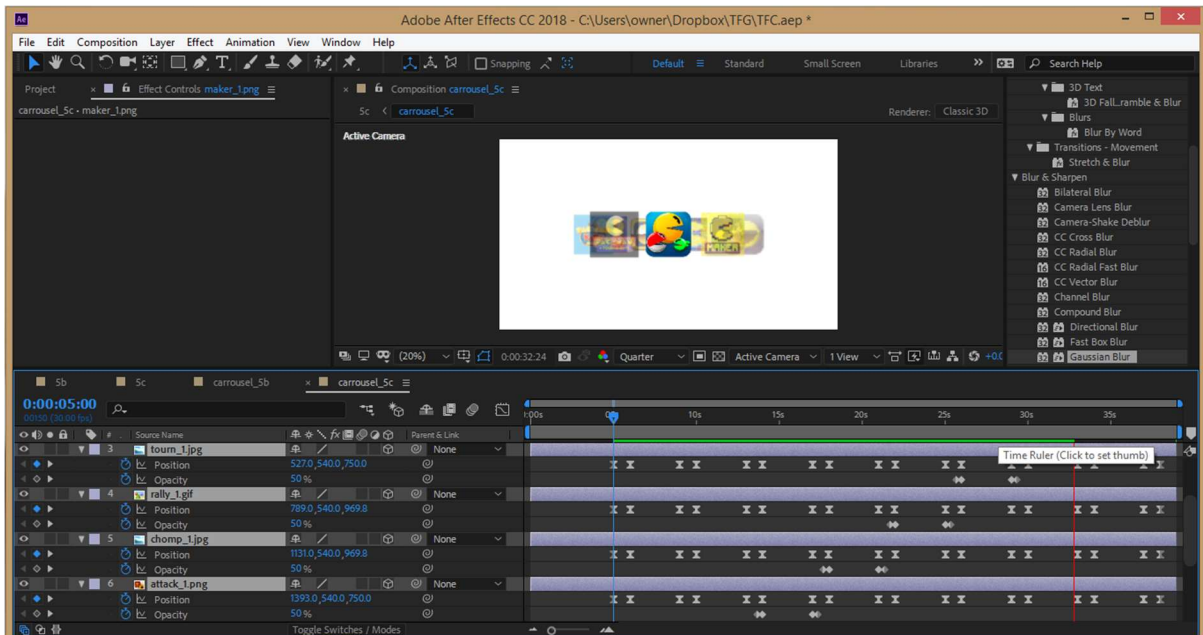 Ae Adobe After Effects CC 2018 - C:\Users\owner\Dropbox\TFG\TFC.aep *
File Edit Composition Layer Effect Animation View Window Help
Snapping Default Standard Small Screen Libraries Search Help
Project Effect Controls maker_1.png
carrousel_5c • maker_1.png
Composition carrousel_5c
5c carrousel_5c
Renderer: Classic 3D
Active Camera
MAKER
(20%) 0:00:32:24 Quarter Active Camera 1 View +0.0
3D Text
3D Fall...ramble & Blur
Blurs
Blur By Word
Transitions - Movement
Stretch & Blur
Blur & Sharpen
Bilateral Blur
Camera Lens Blur
Camera-Shake Deblur
CC Cross Blur
CC Radial Blur
CC Radial Fast Blur
CC Vector Blur
Channel Blur
Compound Blur
Directional Blur
Fast Box Blur
Gaussian Blur
5b 5c carrousel_5b carrousel_5c
0:00:05:00
00150 (30.00 fps)
10s 15s 20s 25s 30s 35s
# Source Name Parent & Link
3 tourn_1.jpg None
Time Ruler (Click to set thumb)
Position 527.0,540.0,750.0
Opacity 50%
4 rally_1.gif None
Position 789.0,540.0,969.8
Opacity 50%
5 chomp_1.jpg None
Position 1131.0,540.0,969.8
Opacity 50%
6 attack_1.png None
Position 1393.0,540.0,750.0
Opacity 50%
Toggle Switches / Modes